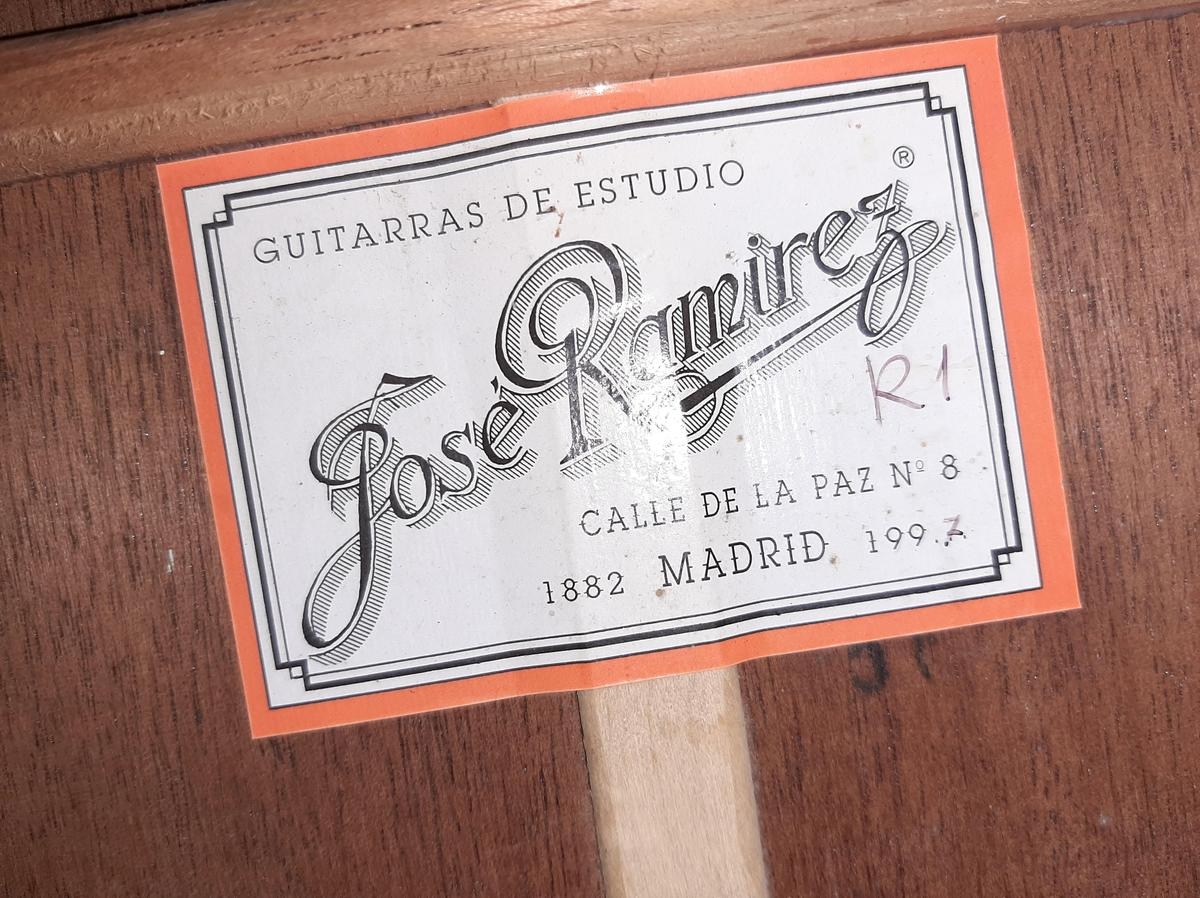 GUITARRAS DE ESTUDIO
®
José Ramirez
R1
CALLE DE LA PAZ Nº 8
1882 MADRID 199.